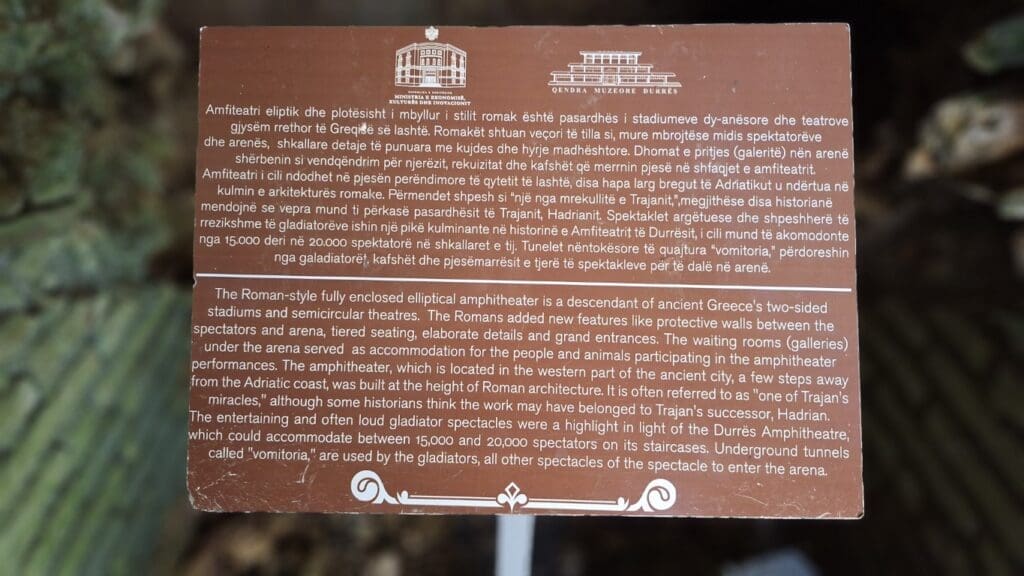 MINISTRIA E EKONOMISË,
KULTURËS DHE INOVACIONIT
QENDRA MUZEORE DURRËS
Amfiteatri eliptik dhe plotësisht i mbyllur i stilit romak është pasardhës i stadiumeve dy-anësore dhe teatrove
gjysëm rrethor të Greqisë së lashtë. Romakët shtuan veçori të tilla si, mure mbrojtëse midis spektatorëve
dhe arenës, shkallare detaje të punuara me kujdes dhe hyrje madhështore. Dhomat e pritjes (galeritë) nën arenë
shërbenin si vendqëndrim për njerëzit, rekuizitat dhe kafshët që merrnin pjesë në shfaqjet e amfiteatrit.
Amfiteatri i cili ndodhet në pjesën perëndimore të qytetit të lashtë, disa hapa larg bregut të Adriatikut u ndërtua në
kulmin e arkitekturës romake. Përmendet shpesh si "një nga mrekullitë e Trajanit,",megjithëse disa historianë
mendojnë se vepra mund ti përkasë pasardhësit të Trajanit, Hadrianit. Spektaklet argëtuese dhe shpeshherë të
rrezikshme të gladiatorëve ishin një pikë kulminante në historinë e Amfiteatrit të Durrësit, i cili mund të akomodonte
nga 15.000 deri në 20.000 spektatorë në shkallaret e tij. Tunelet nëntokësore të quajtura "vomitoria," përdoreshin
nga galadiatorët, kafshët dhe pjesëmarrësit e tjerë të spektakleve për të dalë në arenë.
The Roman-style fully enclosed elliptical amphitheater is a descendant of ancient Greece's two-sided
stadiums and semicircular theatres. The Romans added new features like protective walls between the
spectators and arena, tiered seating, elaborate details and grand entrances. The waiting rooms (galleries)
under the arena served as accommodation for the people and animals participating in the amphitheater
performances. The amphitheater, which is located in the western part of the ancient city, a few steps away
from the Adriatic coast, was built at the height of Roman architecture. It is often referred to as "one of Trajan's
miracles," although some historians think the work may have belonged to Trajan's successor, Hadrian.
The entertaining and often loud gladiator spectacles were a highlight in light of the Durrës Amphitheatre,
which could accommodate between 15,000 and 20,000 spectators on its staircases. Underground tunnels
called "vomitoria," are used by the gladiators, all other spectacles of the spectacle to enter the arena.